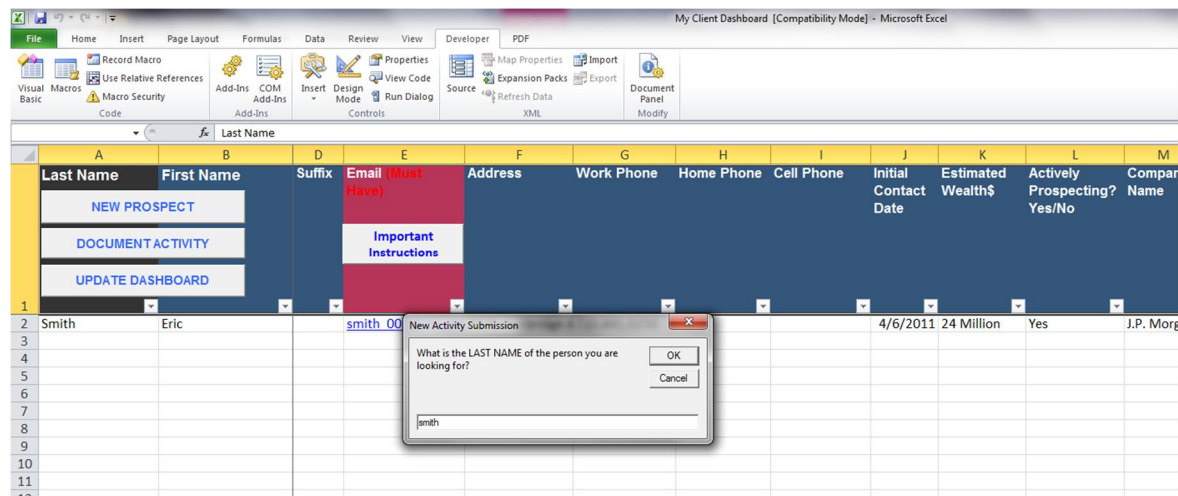 My Client Dashboard [Compatibility Mode] - Microsoft Excel
File Home Insert Page Layout Formulas Data Review View Developer PDF
Visual Basic
Macros
Record Macro
Use Relative References
Macro Security
Code
Add-Ins
COM Add-Ins
Add-Ins
Insert
Design Mode
Properties
View Code
Run Dialog
Controls
Source
Map Properties
Expansion Packs
Refresh Data
Import
Export
XML
Document Panel
Modify
fx Last Name
A B D E F G H I J K L M
1
Last Name
First Name
Suffix
Email (Must Have)
Address
Work Phone
Home Phone
Cell Phone
Initial Contact Date
Estimated Wealth$
Actively Prospecting? Yes/No
Name
NEW PROSPECT
DOCUMENT ACTIVITY
UPDATE DASHBOARD
Important Instructions
2 Smith Eric smith 00 4/6/2011 24 Million Yes J.P.
3
4
5
6
7
8
9
10
11
New Activity Submission
What is the LAST NAME of the person you are
looking for?
OK
Cancel
smith